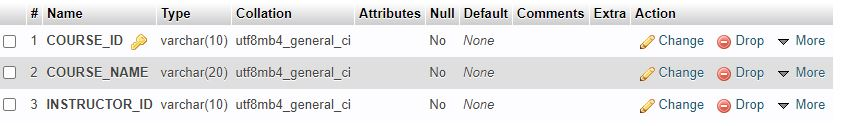 # Name Type Collation Attributes Null Default Comments Extra Action
1 COURSE_ID varchar(10) utf8mb4_general_ci No None Change Drop More
2 COURSE_NAME varchar(20) utf8mb4_general_ci No None Change Drop More
3 INSTRUCTOR_ID varchar(10) utf8mb4_general_ci No None Change Drop More